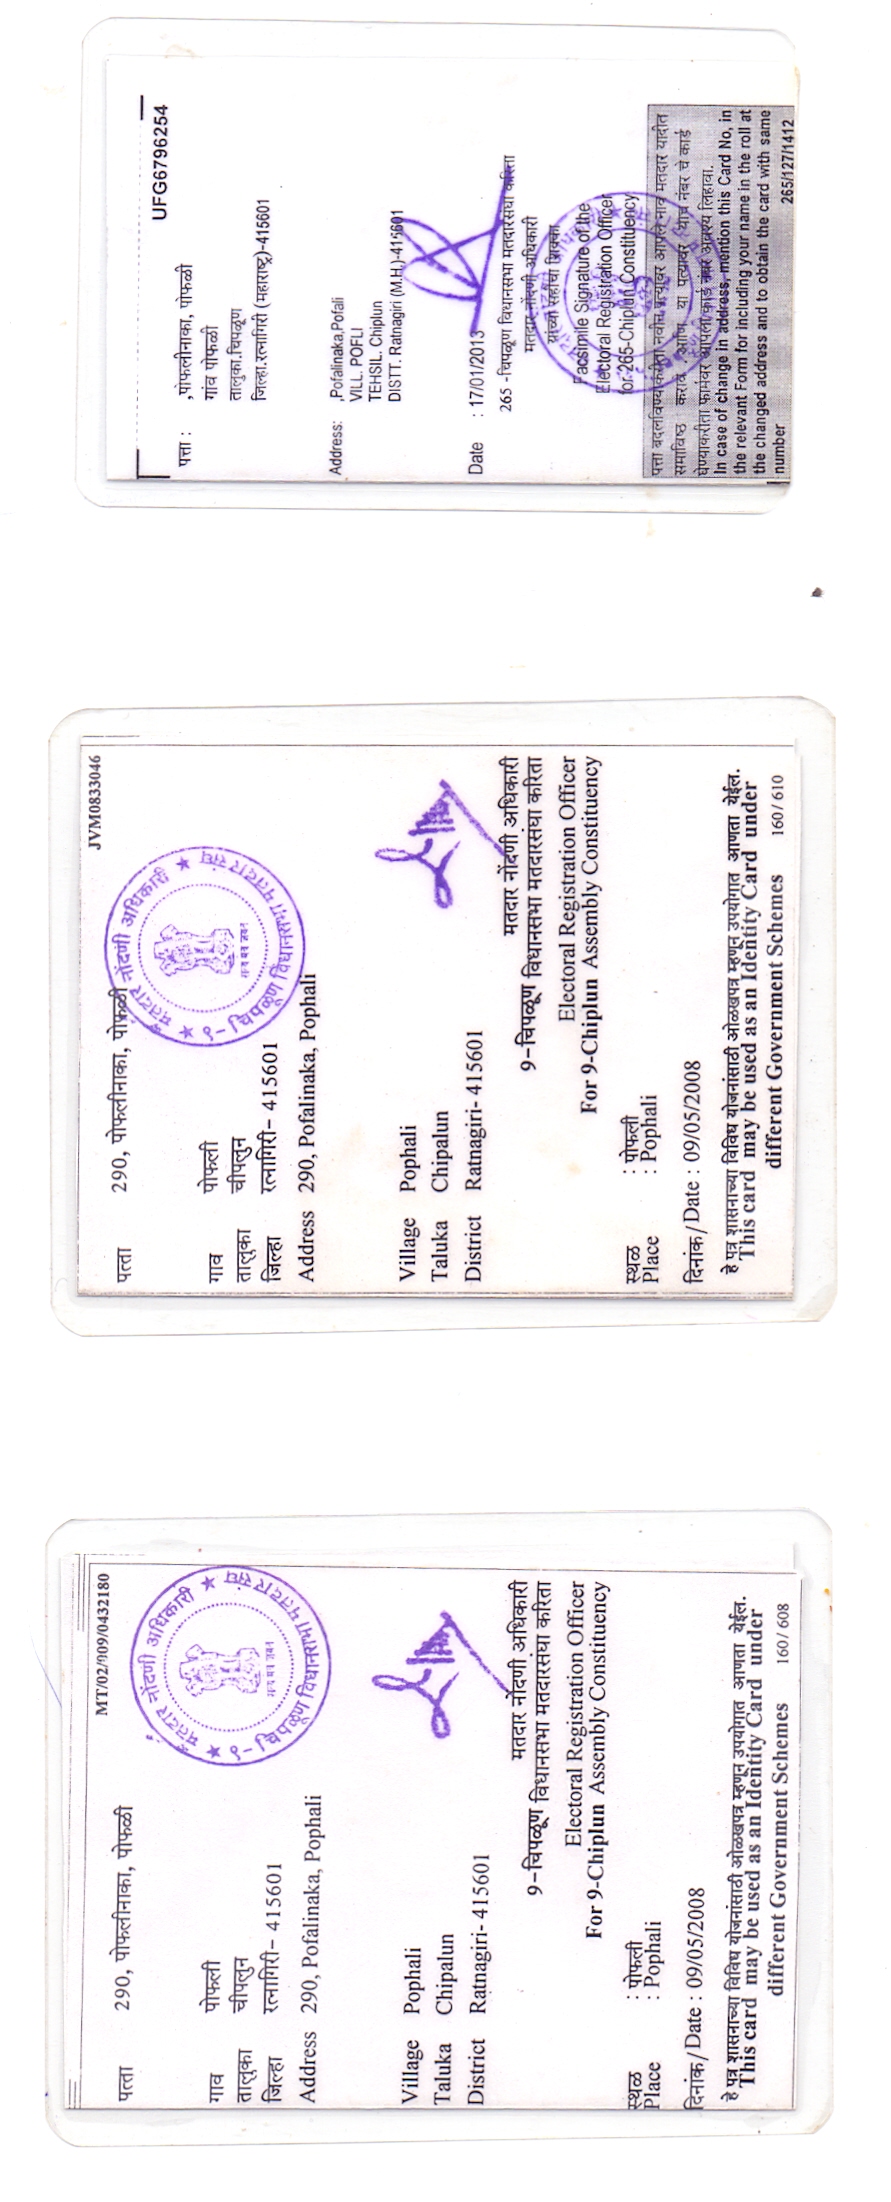 MT/02/909/0432180
पत्ता 290, पोफलीनाका, पोफळी
मतदार नोंदणी अधिकारी
९-चिपळूण विधानसभा मतदारसंघ
सत्यमेव जयते
गाव पोफली
तालुका चीपलुन
जिल्हा रत्नागिरी- 415601
Address 290, Pofalinaka, Pophali
Village Pophali
Taluka Chipalun
District Ratnagiri- 415601
मतदार नोंदणी अधिकारी
9-चिपळूण विधानसभा मतदारसंघा करिता
Electoral Registration Officer
For 9-Chiplun Assembly Constituency
स्थळ : पोफली
Place : Pophali
दिनांक/Date : 09/05/2008
हे पत्र शासनाच्या विविध योजनांसाठी ओळखपत्र म्हणून उपयोगात आणता येईल.
This card may be used as an Identity Card under
different Government Schemes 160/ 608
JVM0833046
पत्ता 290, पोफलीनाका, पोफळी
मतदार नोंदणी अधिकारी
९-चिपळूण विधानसभा मतदारसंघ
सत्यमेव जयते
गाव पोफली
तालुका चीपलुन
जिल्हा रत्नागिरी- 415601
Address 290, Pofalinaka, Pophali
Village Pophali
Taluka Chipalun
District Ratnagiri- 415601
मतदार नोंदणी अधिकारी
9-चिपळूण विधानसभा मतदारसंघा करिता
Electoral Registration Officer
For 9-Chiplun Assembly Constituency
स्थळ : पोफली
Place : Pophali
दिनांक/Date : 09/05/2008
हे पत्र शासनाच्या विविध योजनांसाठी ओळखपत्र म्हणून उपयोगात आणता येईल.
This card may be used as an Identity Card under
different Government Schemes 160/ 610
UFG6796254
पत्ता : ,पोफलीनाका, पोफळी
गांव पोफळी
तालुका.चिपळूण
जिल्हा.रत्नागिरी (महाराष्ट्र)-415601
Address: ,Pofalinaka,Pofali
VILL. POFLI
TEHSIL. Chiplun
DISTT. Ratnagiri (M.H.)-415601
Date : 17/01/2013
265 -चिपळूण विधानसभा मतदारसंघा करिता
मतदार नोंदणी अधिकारी
यांच्या सहीचा शिक्का
Facsimile Signature of the
Electoral Registration Officer
for 265-Chiplun Constituency
पत्ता बदलविण्याकरीता नवीन पत्यावर आपले नाव मतदार यादीत
समाविष्ठ करावे . आणि या पत्यावर याच नंबर चे कार्ड
घेण्याकरीता फार्मवर आपला कार्ड नंबर अवश्य लिहावा.
In case of change in address, mention this Card No, in
the relevant Form for including your name in the roll at
the changed address and to obtain the card with same
number 265/127/1412